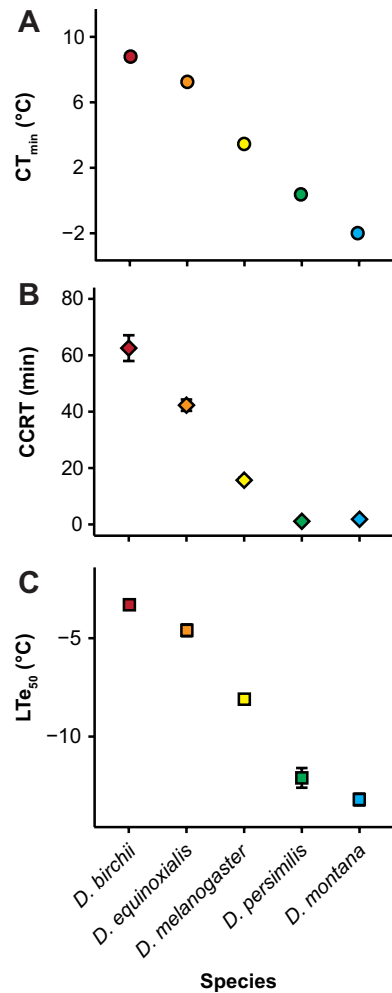 A
CTmin (°C)
10
6
2
−2
B
CCRT (min)
80
60
40
20
0
C
LTe50 (°C)
−5
−10
D. birchii
D. equinoxialis
D. melanogaster
D. persimilis
D. montana
Species